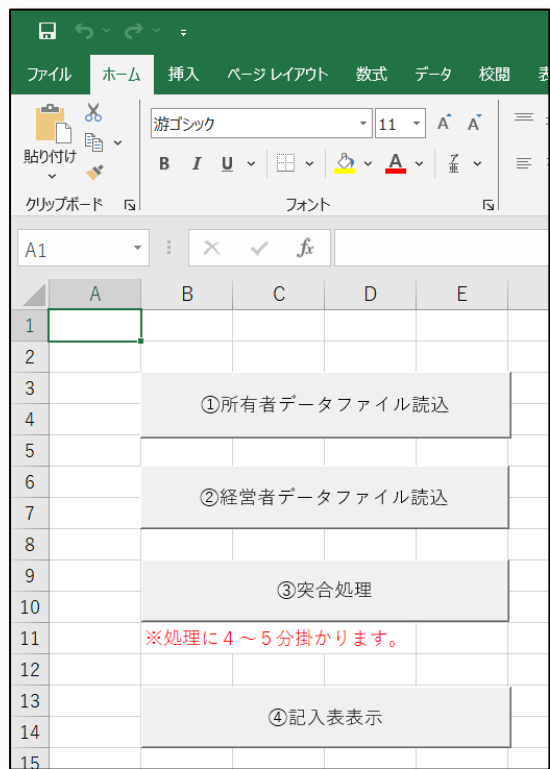 ファイル ホーム 挿入 ページ レイアウト 数式 データ 校閲 表
貼り付け
游ゴシック 11 A A
B I U A
クリップボード フォント
A1 fx
A B C D E
1
2
3
①所有者データファイル読込
4
5
6
②経営者データファイル読込
7
8
9
③突合処理
10
11 ※処理に4～5分掛かります。
12
13
④記入表表示
14
15